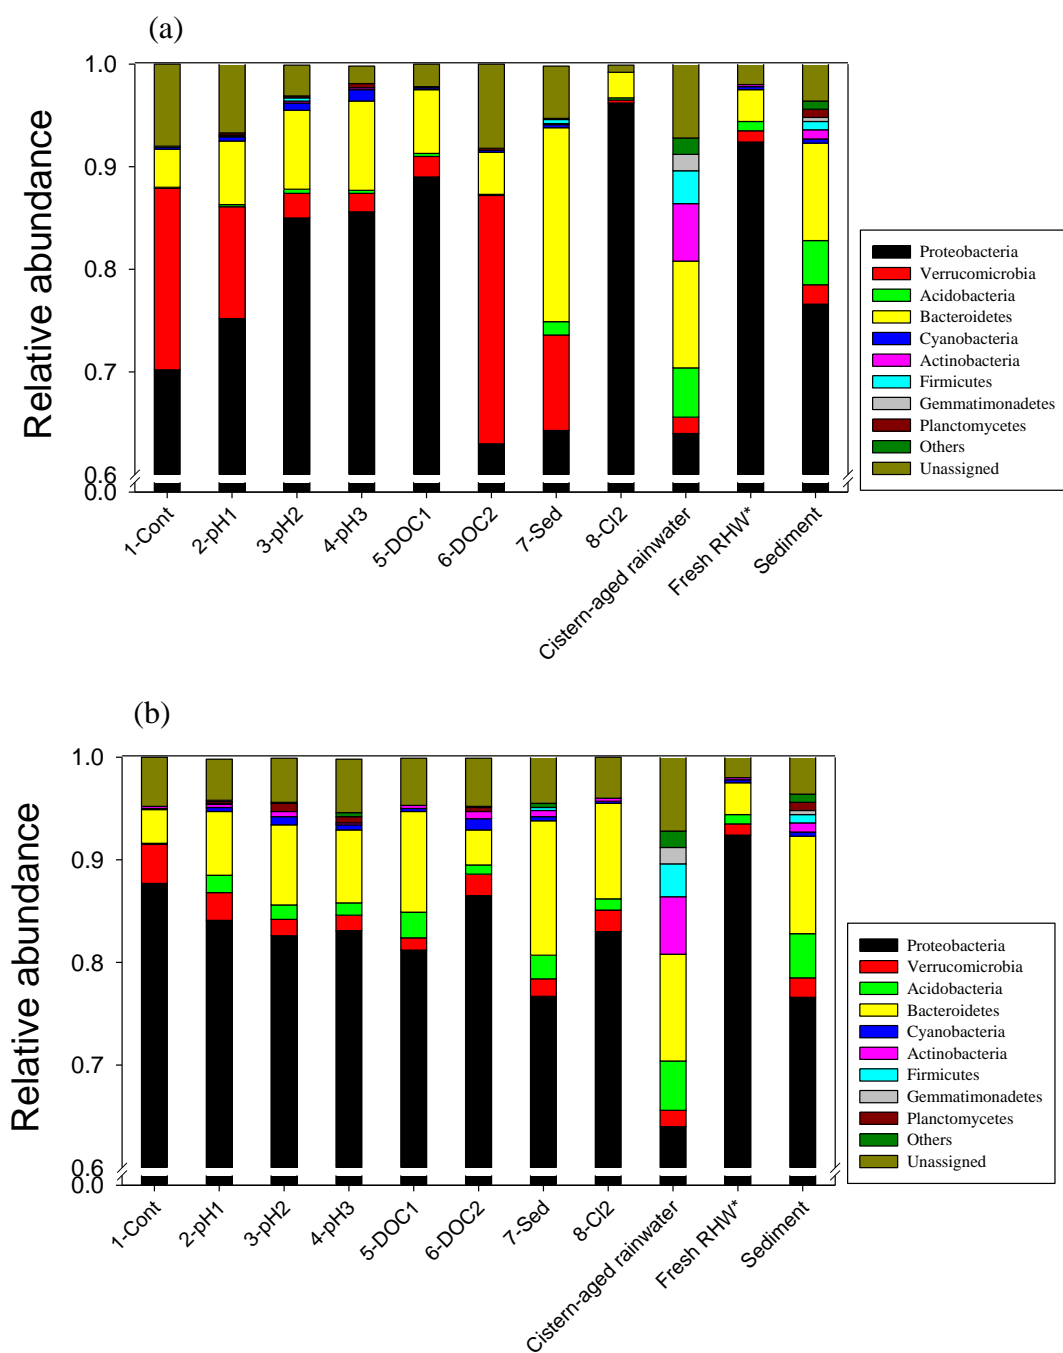 (a)
Relative abundance
1.0
0.9
0.8
0.7
0.6
0.0
1-Cont
2-pH1
3-pH2
4-pH3
5-DOC1
6-DOC2
7-Sed
8-Cl2
Cistern-aged rainwater
Fresh RHW*
Sediment
Proteobacteria
Verrucomicrobia
Acidobacteria
Bacteroidetes
Cyanobacteria
Actinobacteria
Firmicutes
Gemmatimonadetes
Planctomycetes
Others
Unassigned
(b)
Relative abundance
1.0
0.9
0.8
0.7
0.6
0.0
1-Cont
2-pH1
3-pH2
4-pH3
5-DOC1
6-DOC2
7-Sed
8-Cl2
Cistern-aged rainwater
Fresh RHW*
Sediment
Proteobacteria
Verrucomicrobia
Acidobacteria
Bacteroidetes
Cyanobacteria
Actinobacteria
Firmicutes
Gemmatimonadetes
Planctomycetes
Others
Unassigned